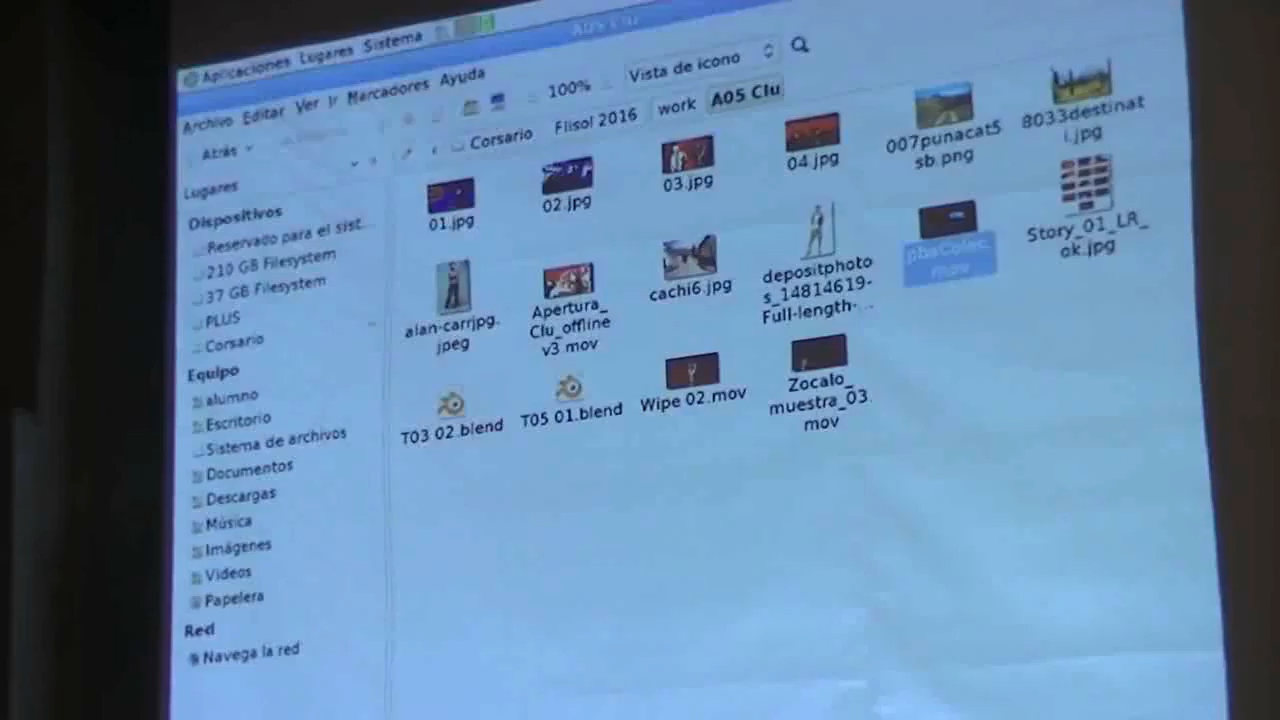 Aplicaciones Lugares Sistema
A05 Clu
Archivo Editar Ver Ir Marcadores Ayuda
Atrás
100%
Vista de icono
Corsario Flisol 2016 work A05 Clu
Lugares
Dispositivos
Reservado para el sist...
210 GB Filesystem
37 GB Filesystem
PLUS
Corsario
Equipo
alumno
Escritorio
Sistema de archivos
Documentos
Descargas
Música
Imágenes
Videos
Papelera
Red
Navega la red
01.jpg
02.jpg
03.jpg
04.jpg
007punacat5
sb.png
8033destinati
i.jpg
alan-carrjpg.
jpeg
Apertura_
Clu_offline
v3 mov
cachi6.jpg
depositphoto
s_14814619-
Full-length-...
Story_01_LR_
ok.jpg
T03 02.blend
T05 01.blend
Wipe 02.mov
Zocalo_
muestra_03.
mov